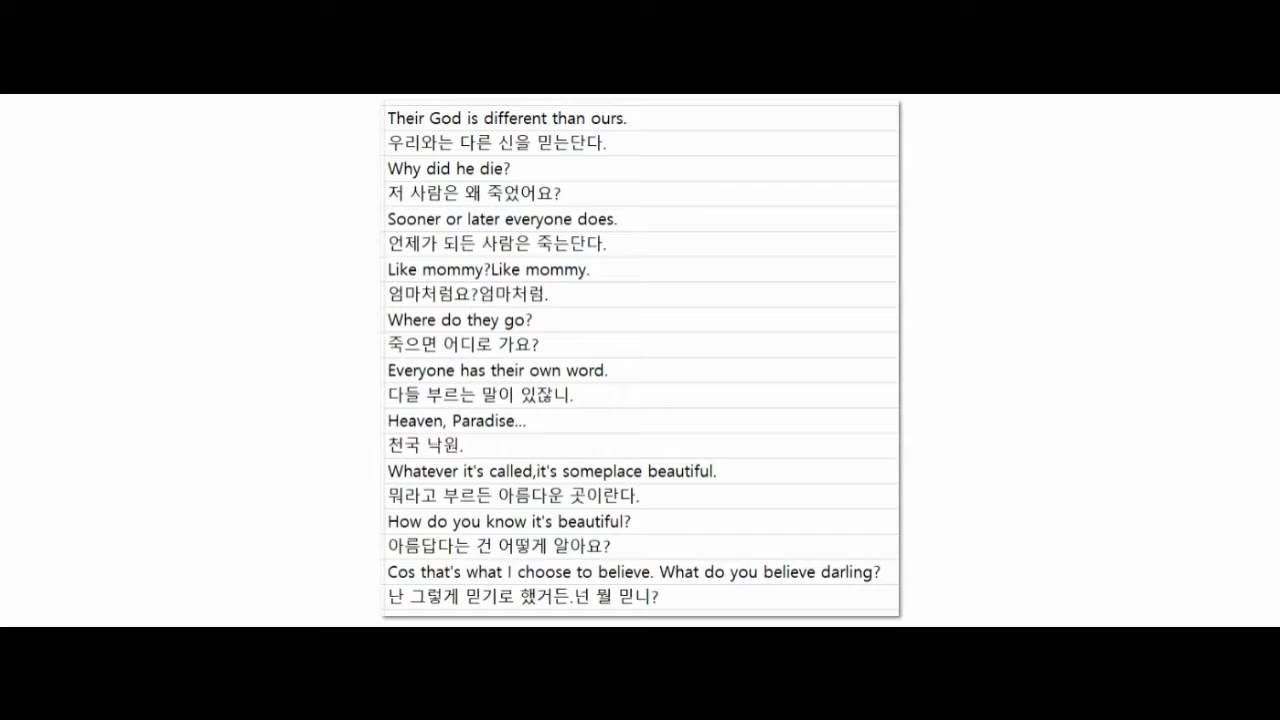 Their God is different than ours.
우리와는 다른 신을 믿는단다.
Why did he die?
저 사람은 왜 죽었어요?
Sooner or later everyone does.
언제가 되든 사람은 죽는단다.
Like mommy?Like mommy.
엄마처럼요?엄마처럼.
Where do they go?
죽으면 어디로 가요?
Everyone has their own word.
다들 부르는 말이 있잖니.
Heaven, Paradise...
천국 낙원.
Whatever it's called,it's someplace beautiful.
뭐라고 부르든 아름다운 곳이란다.
How do you know it's beautiful?
아름답다는 건 어떻게 알아요?
Cos that's what I choose to believe. What do you believe darling?
난 그렇게 믿기로 했거든.넌 뭘 믿니?